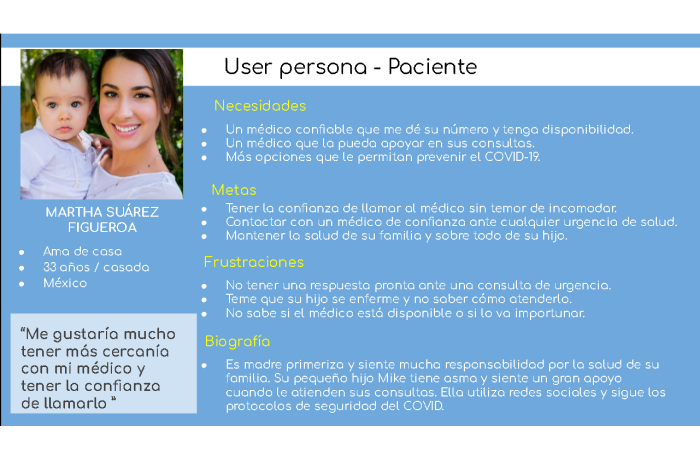 User persona - Paciente
MARTHA SUÁREZ
FIGUEROA
Ama de casa
33 años / casada
México
“Me gustaría mucho
tener más cercanía
con mi médico y
tener la confianza
de llamarlo ”
Necesidades
Un médico confiable que me dé su número y tenga disponibilidad.
Un médico que la pueda apoyar en sus consultas.
Más opciones que le permitan prevenir el COVID-19.
Metas
Tener la confianza de llamar al médico sin temor de incomodar.
Contactar con un médico de confianza ante cualquier urgencia de salud.
Mantener la salud de su familia y sobre todo de su hijo.
Frustraciones
No tener una respuesta pronta ante una consulta de urgencia.
Teme que su hijo se enferme y no saber cómo atenderlo.
No sabe si el médico está disponible o si lo va importunar.
Biografía
Es madre primeriza y siente mucha responsabilidad por la salud de su
familia. Su pequeño hijo Mike tiene asma y siente un gran apoyo
cuando le atienden sus consultas. Ella utiliza redes sociales y sigue los
protocolos de seguridad del COVID.